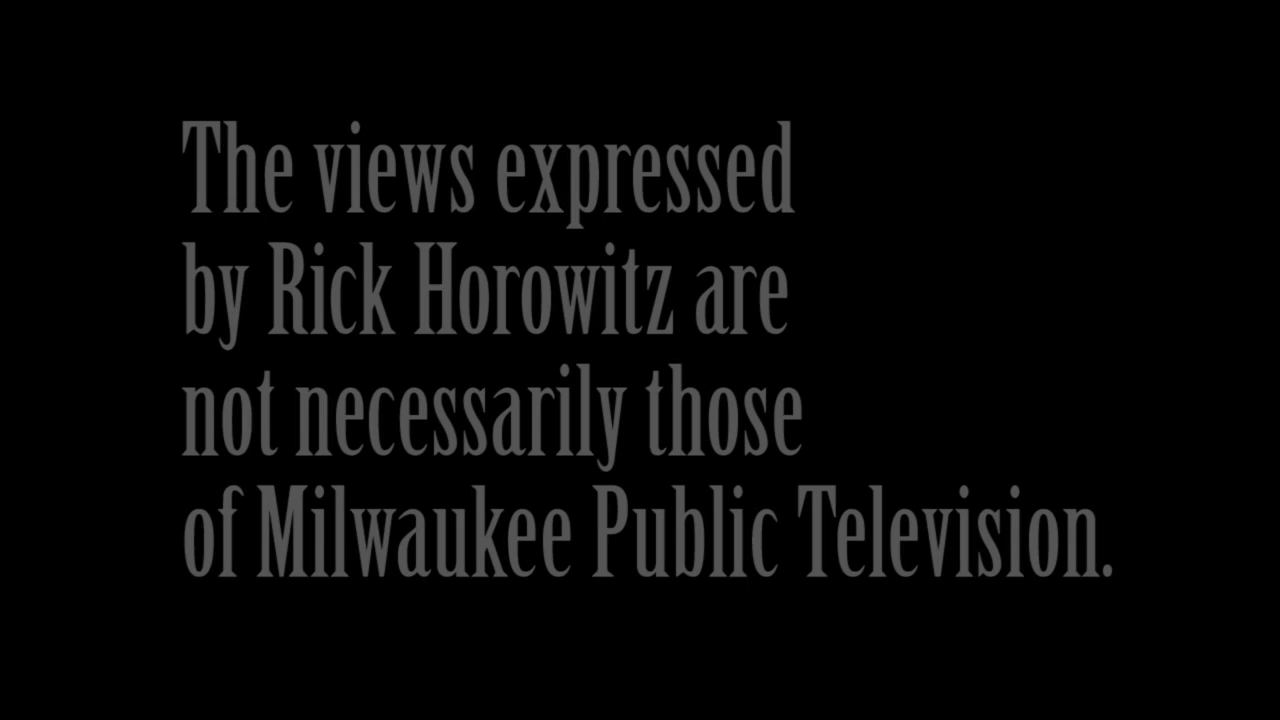 The views expressed
by Rick Horowitz are
not necessarily those
of Milwaukee Public Television.